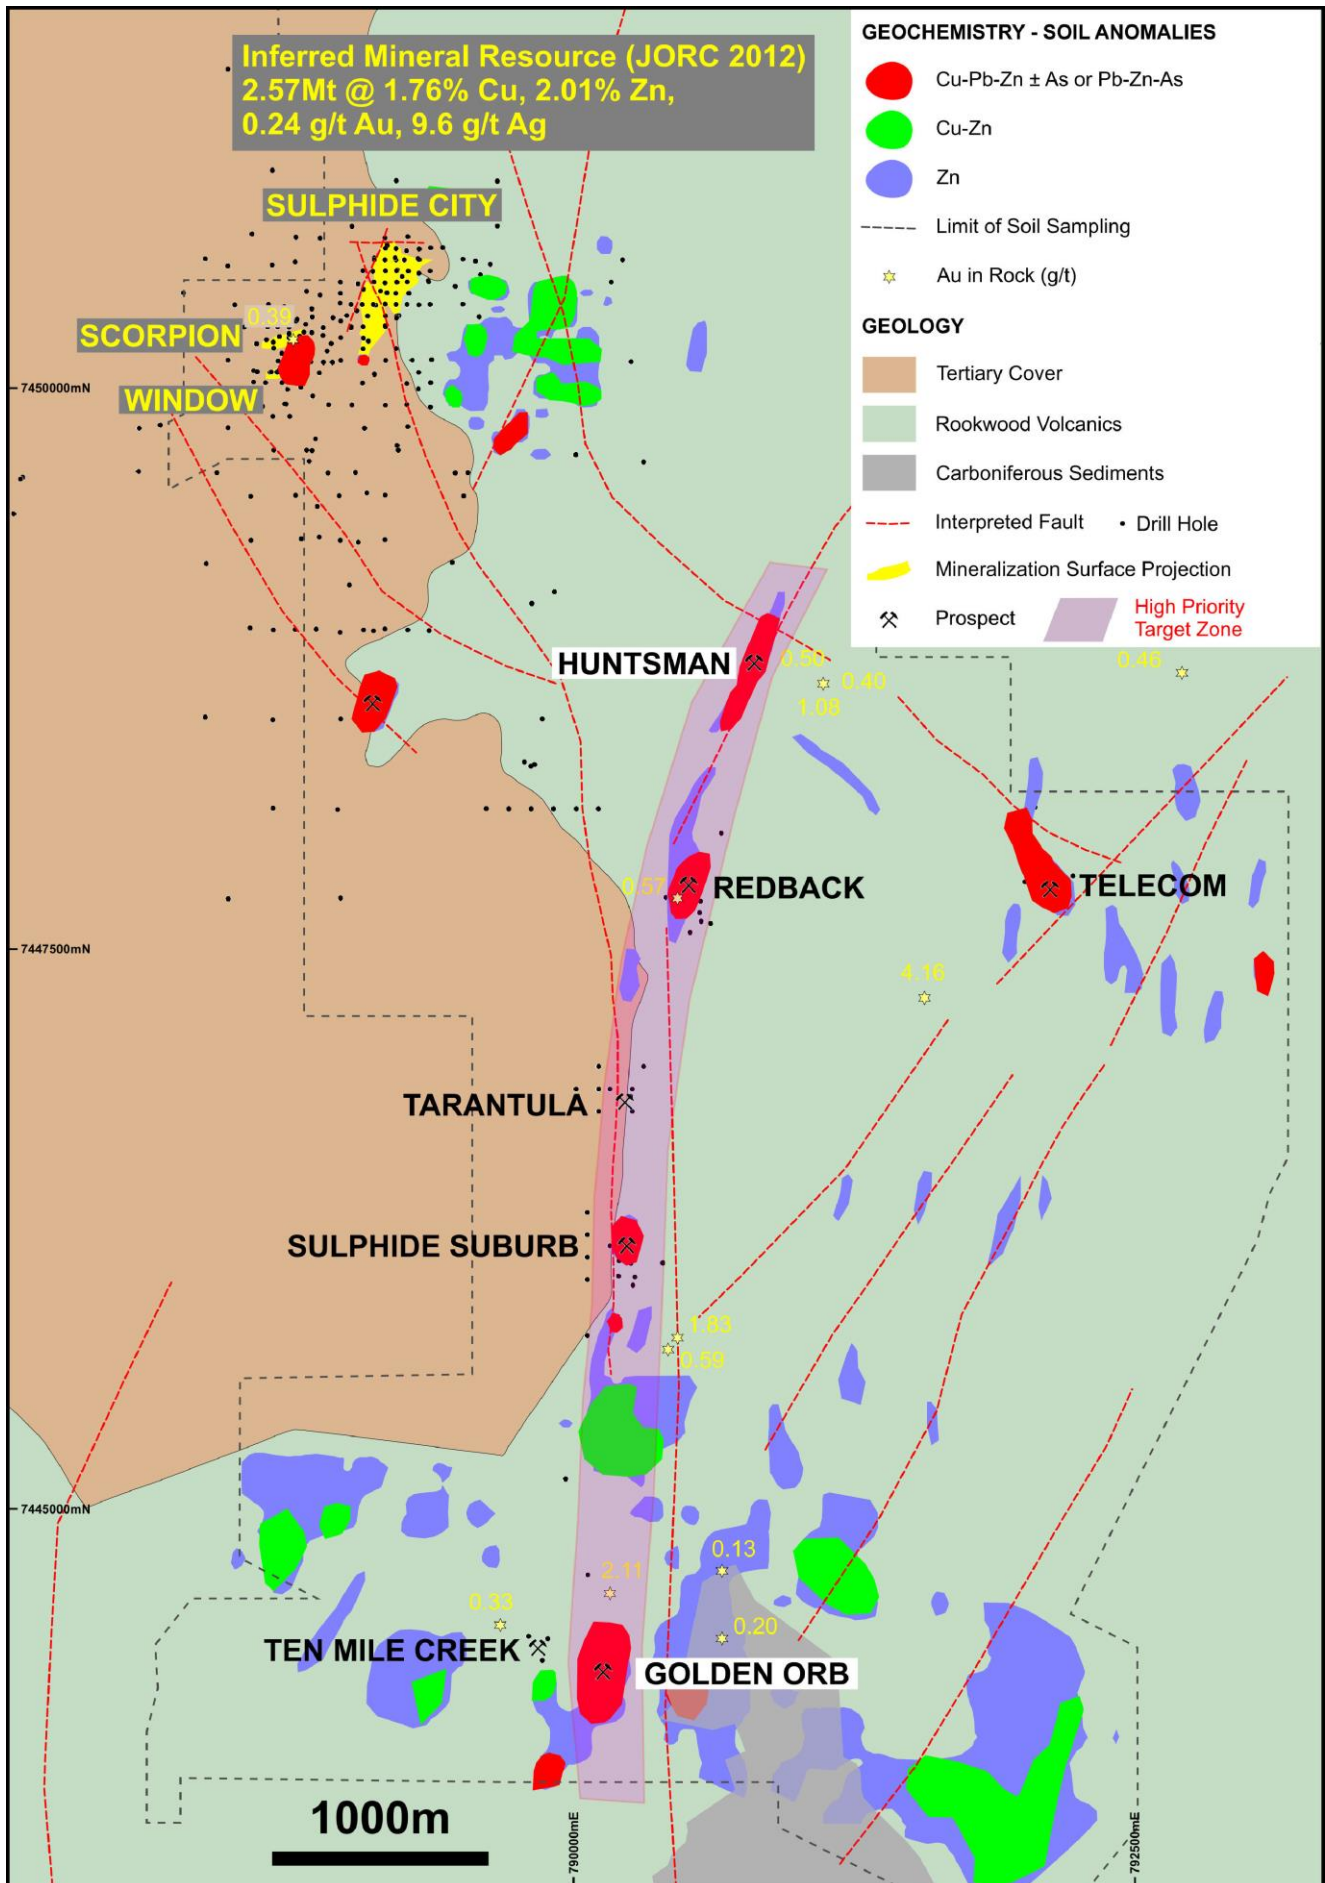 Inferred Mineral Resource (JORC 2012)
2.57Mt @ 1.76% Cu, 2.01% Zn,
0.24 g/t Au, 9.6 g/t Ag
GEOCHEMISTRY - SOIL ANOMALIES
Cu-Pb-Zn ± As or Pb-Zn-As
Cu-Zn
Zn
Limit of Soil Sampling
Au in Rock (g/t)
GEOLOGY
Tertiary Cover
Rookwood Volcanics
Carboniferous Sediments
Interpreted Fault
Drill Hole
Mineralization Surface Projection
Prospect
High Priority
Target Zone
SULPHIDE CITY
0.39
SCORPION
7450000mN
WINDOW
HUNTSMAN
0.50
0.46
0.40
1.08
0.57
REDBACK
TELECOM
7447500mN
4.16
TARANTULA
SULPHIDE SUBURB
1.83
0.59
7445000mN
0.13
2.11
0.33
0.20
TEN MILE CREEK
GOLDEN ORB
1000m
790000mE
792500mE